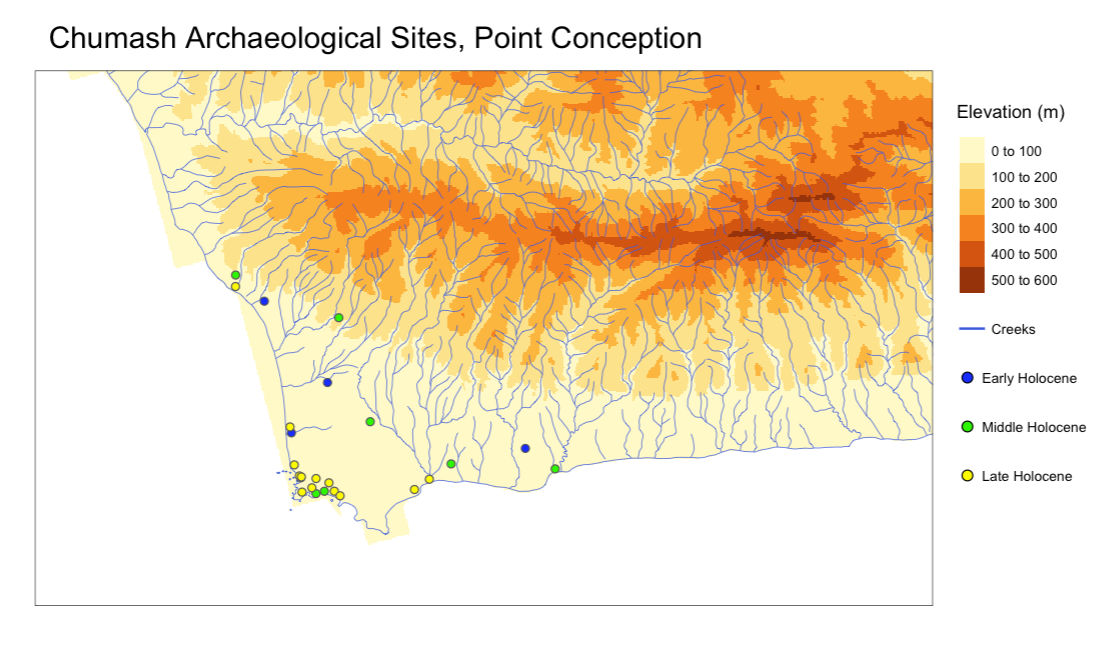 Chumash Archaeological Sites, Point Conception
Elevation (m)
0 to 100
100 to 200
200 to 300
300 to 400
400 to 500
500 to 600
Creeks
Early Holocene
Middle Holocene
Late Holocene